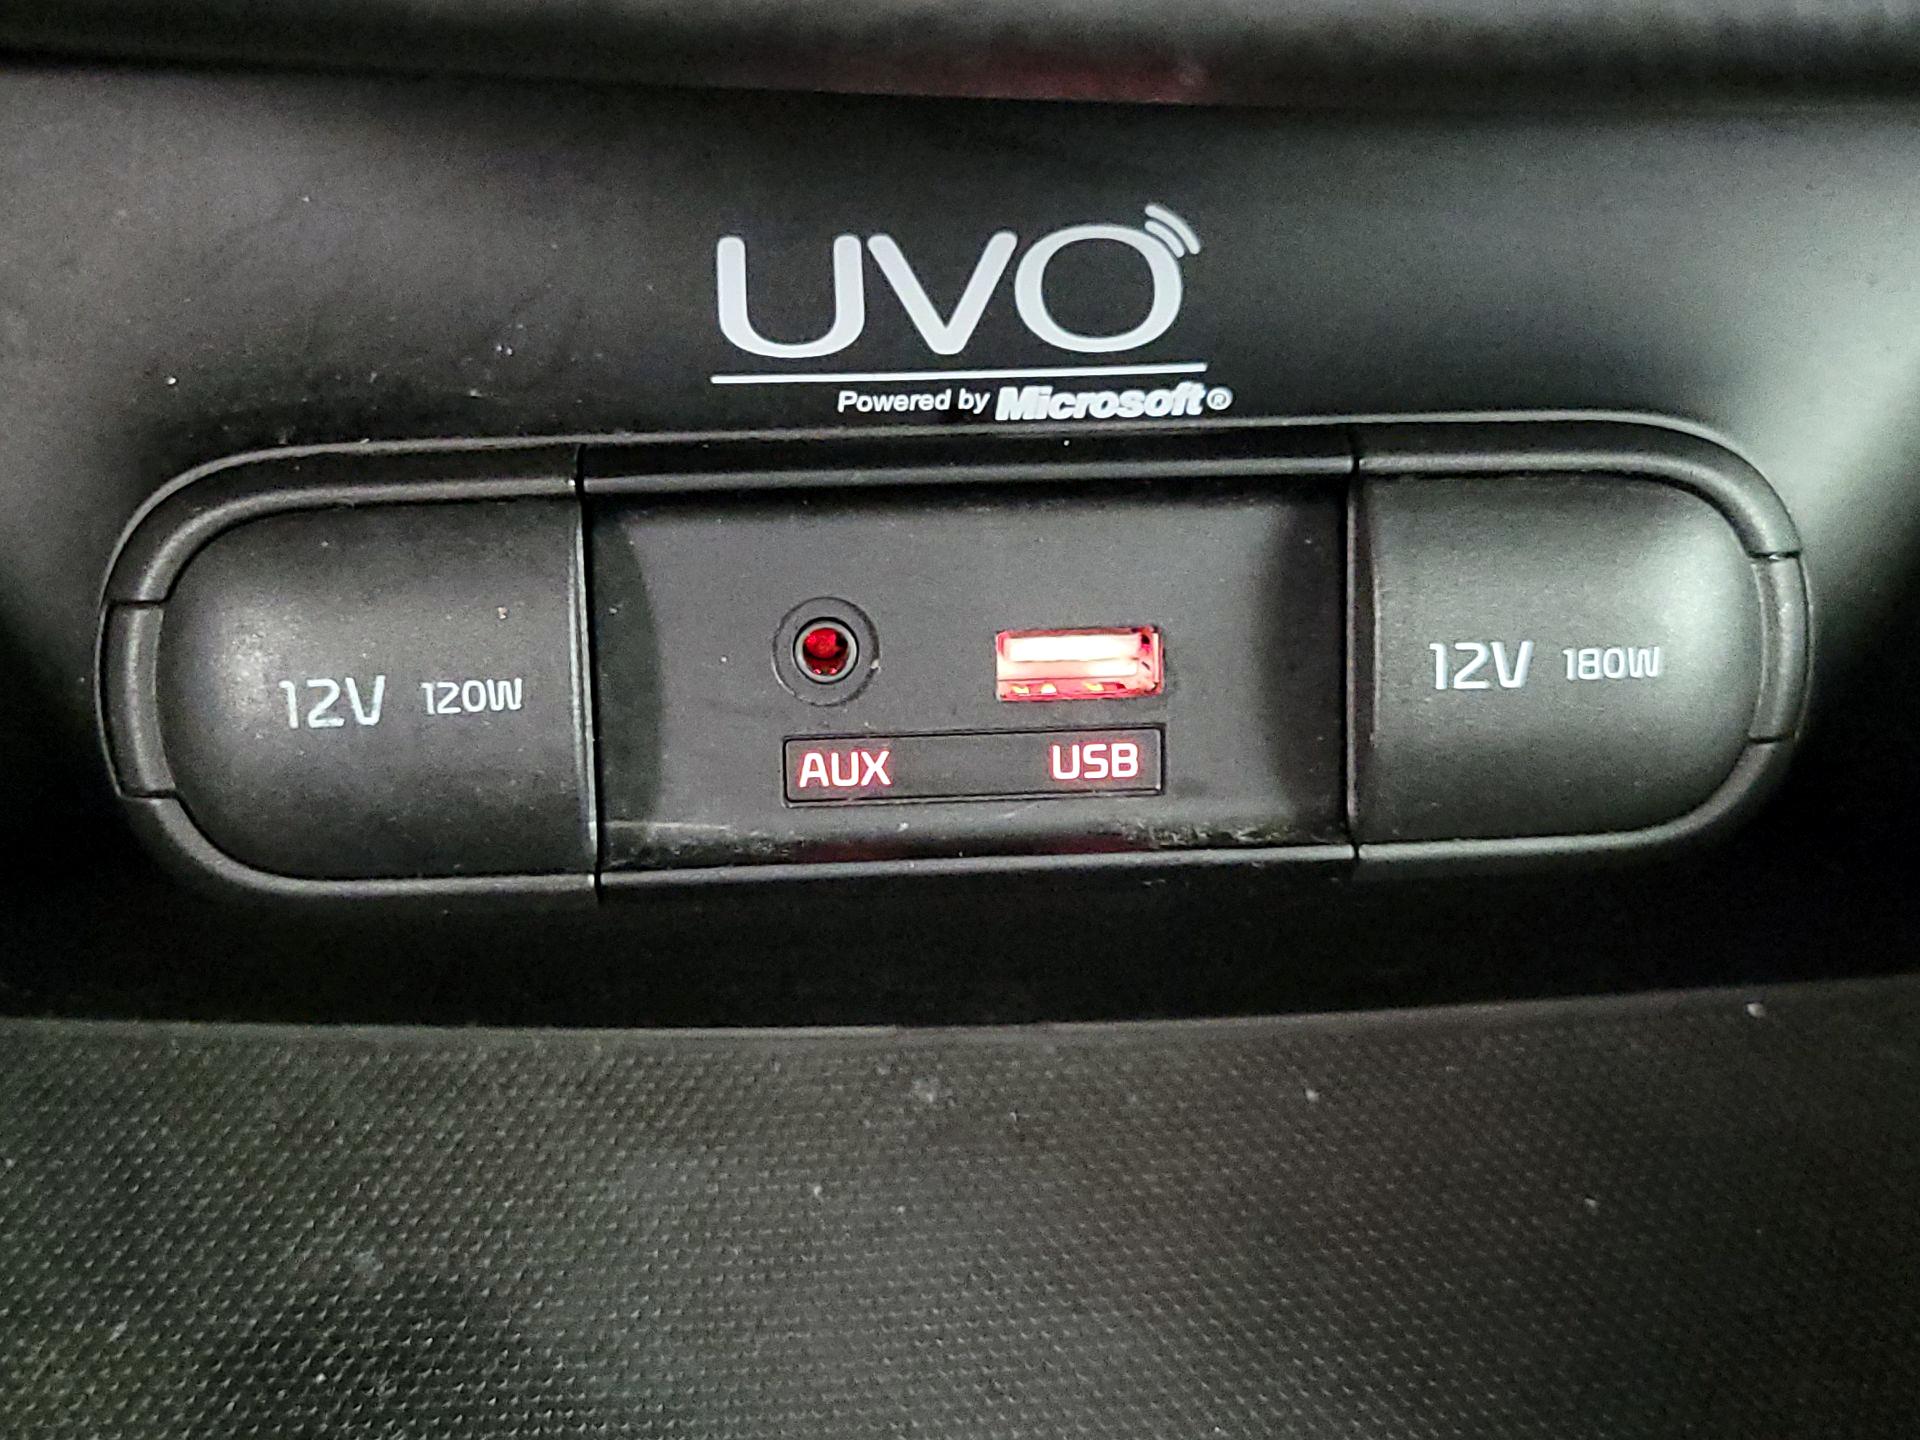 UVO
Powered by Microsoft®
12V 120W
AUX USB
12V 180W